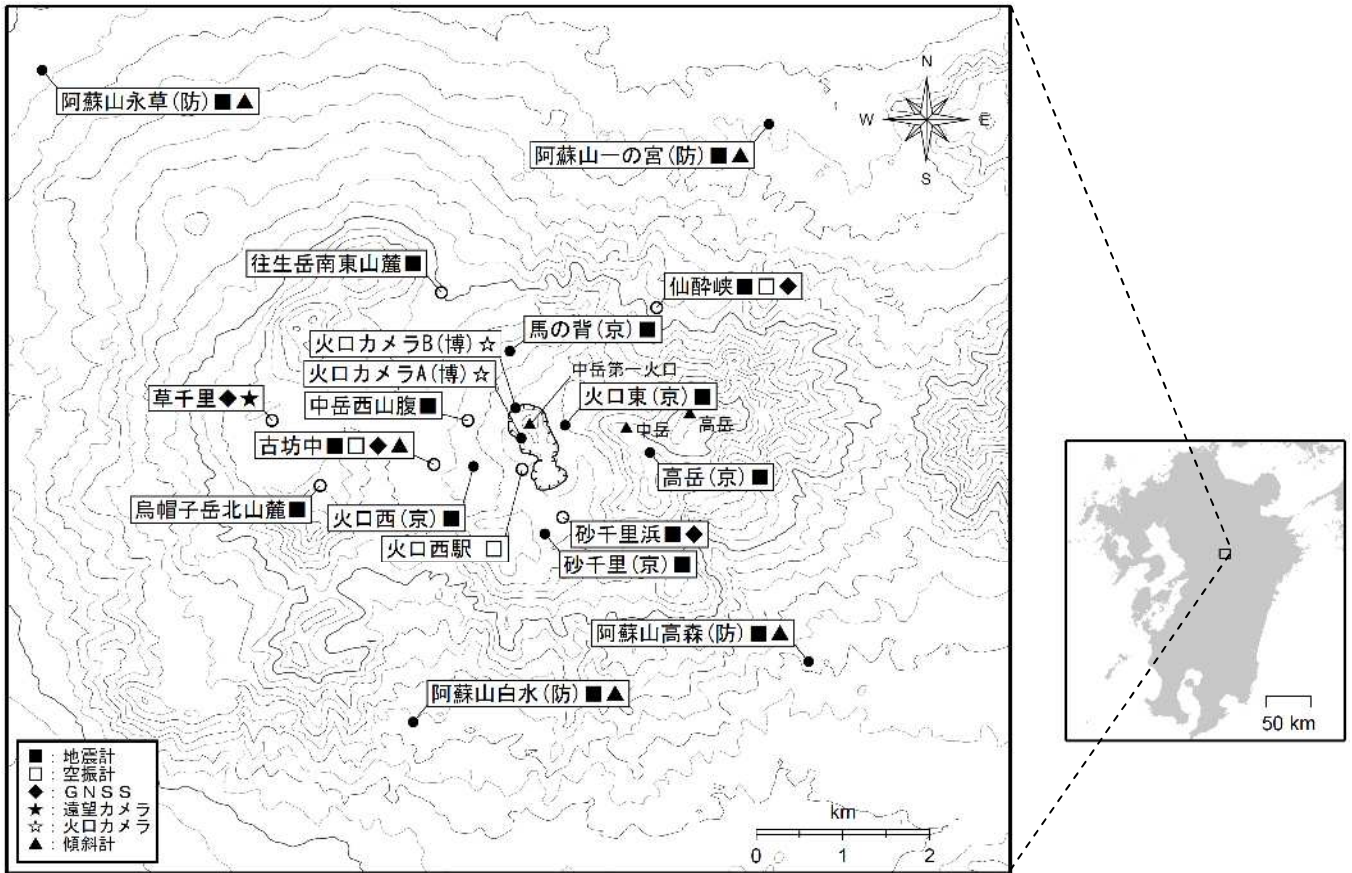 阿蘇山永草(防)■▲
阿蘇山一の宮(防)■▲
N
W
E
S
往生岳南東山麓■
仙酔峡■□◆
馬の背(京)■
火口カメラB(博)☆
火口カメラA(博)☆
中岳第一火口
火口東(京)■
草千里◆★
中岳西山腹■
高岳
中岳
古坊中■□◆▲
高岳(京)■
烏帽子岳北山麓■
火口西(京)■
火口西駅 □
砂千里浜■◆
砂千里(京)■
阿蘇山高森(防)■▲
阿蘇山白水(防)■▲
■：地震計
□：空振計
◆：GNSS
★：遠望カメラ
☆：火口カメラ
▲：傾斜計
km
0 1 2
50 km